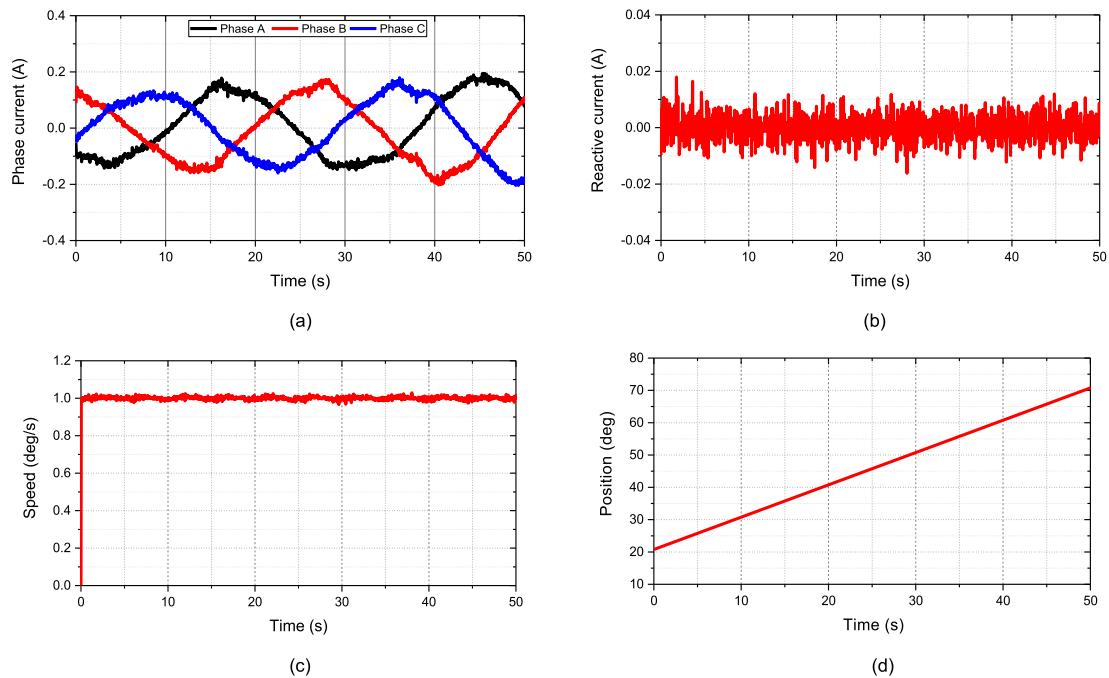 Phase A Phase B Phase C
0.4
0.2
0.0
-0.2
-0.4
Phase current (A)
0 10 20 30 40 50
Time (s)
(a)
0.04
0.02
0.00
-0.02
-0.04
Reactive current (A)
0 10 20 30 40 50
Time (s)
(b)
1.2
1.0
0.8
0.6
0.4
0.2
0.0
Speed (deg/s)
0 10 20 30 40 50
Time (s)
(c)
80
70
60
50
40
30
20
10
Position (deg)
0 10 20 30 40 50
Time (s)
(d)